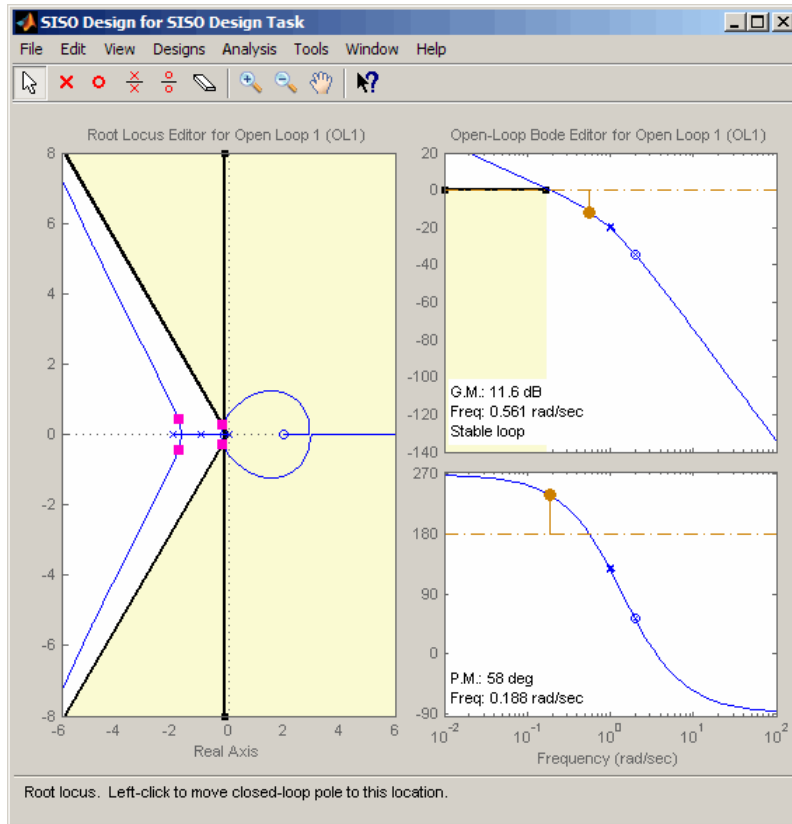 SISO Design for SISO Design Task
File Edit View Designs Analysis Tools Window Help
Root Locus Editor for Open Loop 1 (OL1)
8
6
4
2
0
-2
-4
-6
-8
-6 -4 -2 0 2 4 6
Real Axis
Open-Loop Bode Editor for Open Loop 1 (OL1)
20
0
-20
-40
-60
-80
-100
-120
-140
G.M.: 11.6 dB
Freq: 0.561 rad/sec
Stable loop
270
180
90
0
-90
P.M.: 58 deg
Freq: 0.188 rad/sec
10^-2 10^-1 10^0 10^1 10^2
Frequency (rad/sec)
Root locus. Left-click to move closed-loop pole to this location.